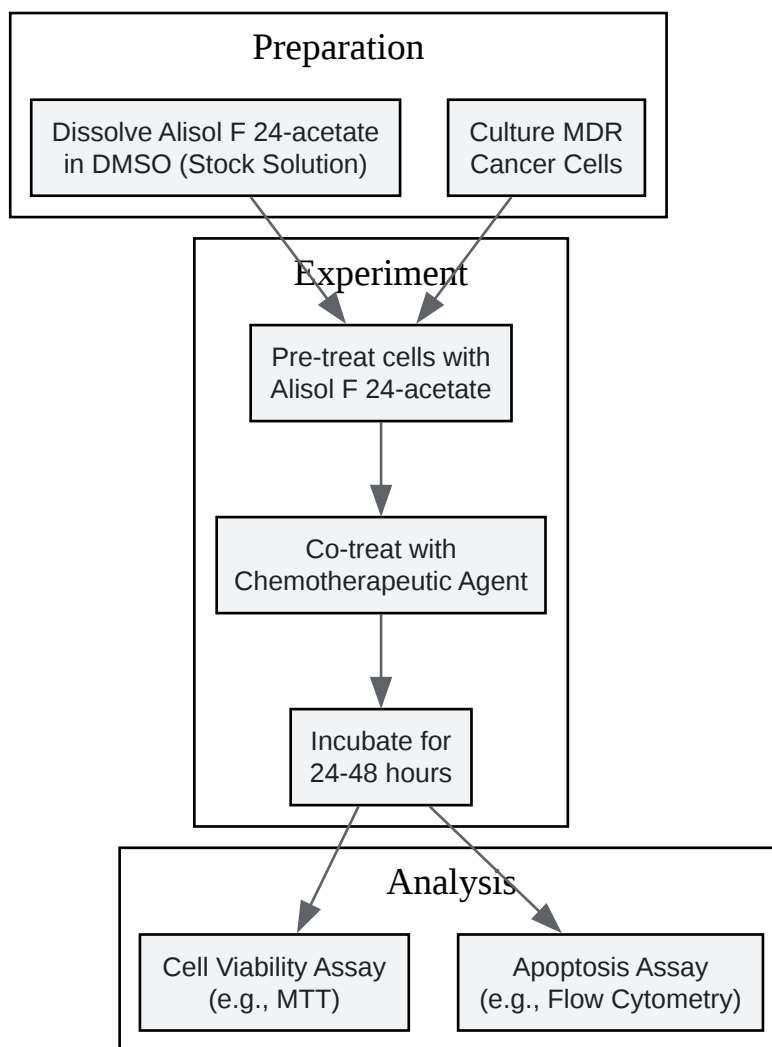 Preparation
Dissolve Alisol F 24-acetate
in DMSO (Stock Solution)
Culture MDR
Cancer Cells
Experiment
Pre-treat cells with
Alisol F 24-acetate
Co-treat with
Chemotherapeutic Agent
Incubate for
24-48 hours
Analysis
Cell Viability Assay
(e.g., MTT)
Apoptosis Assay
(e.g., Flow Cytometry)